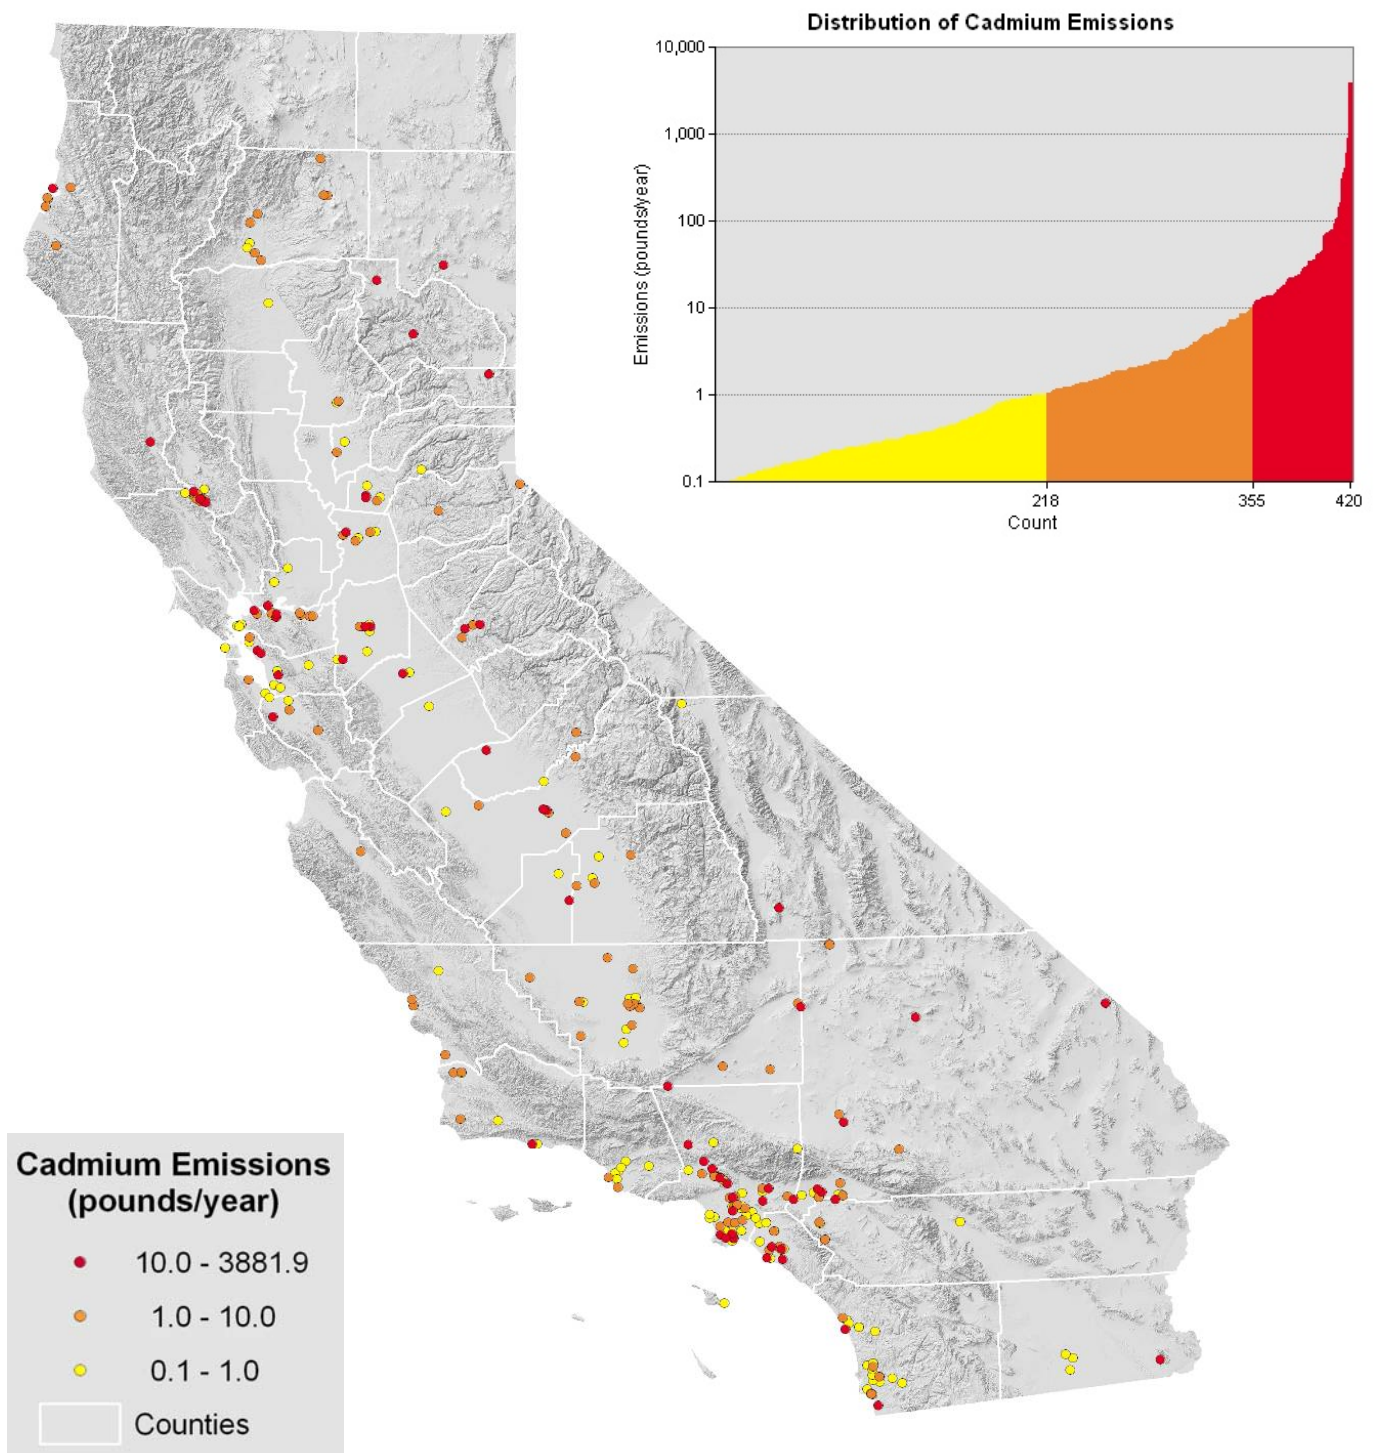 Distribution of Cadmium Emissions
10,000
1,000
100
10
1
0.1
Emissions (pounds/year)
218
355
420
Count
Cadmium Emissions
(pounds/year)
10.0 - 3881.9
1.0 - 10.0
0.1 - 1.0
Counties